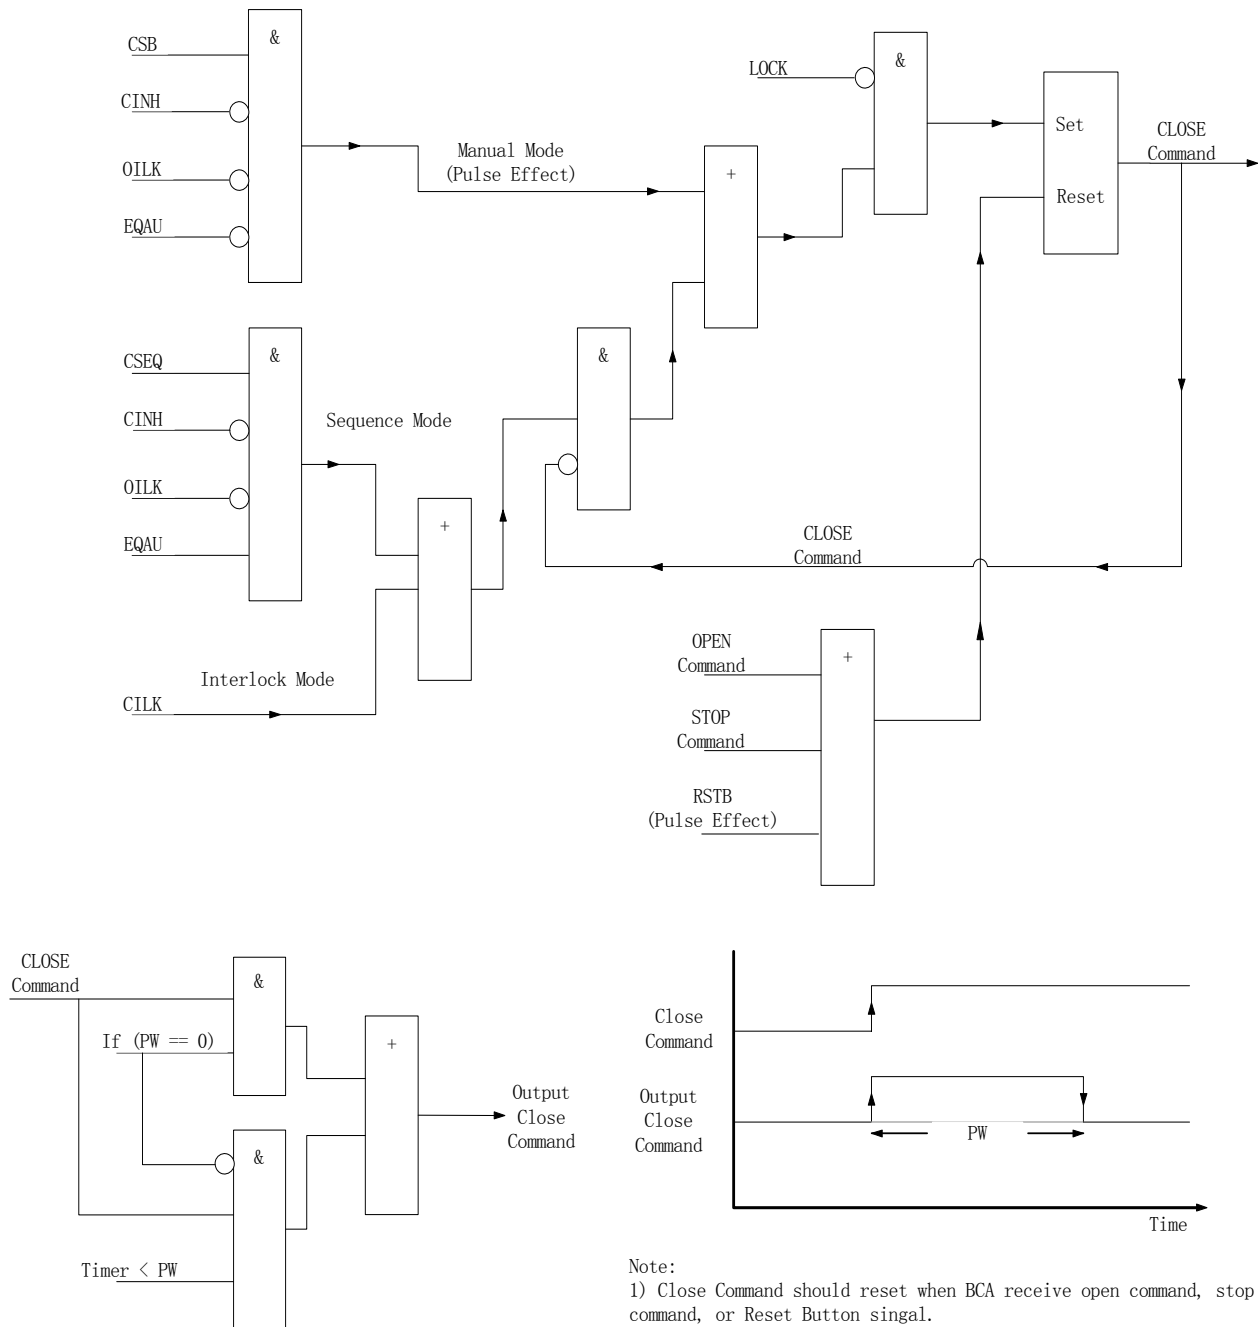 CSB
&
CINH
OILK
EQAU
Manual Mode
(Pulse Effect)
+
LOCK
&
Set
Reset
CLOSE
Command
CSEQ
&
CINH
Sequence Mode
OILK
EQAU
+
&
CLOSE
Command
Interlock Mode
CILK
OPEN
Command
+
STOP
Command
RSTB
(Pulse Effect)
CLOSE
Command
&
If (PW == 0)
+
Output
Close
Command
&
Timer < PW
Close
Command
Output
Close
Command
PW
Time
Note:
1) Close Command should reset when BCA receive open command, stop
command, or Reset Button singal.